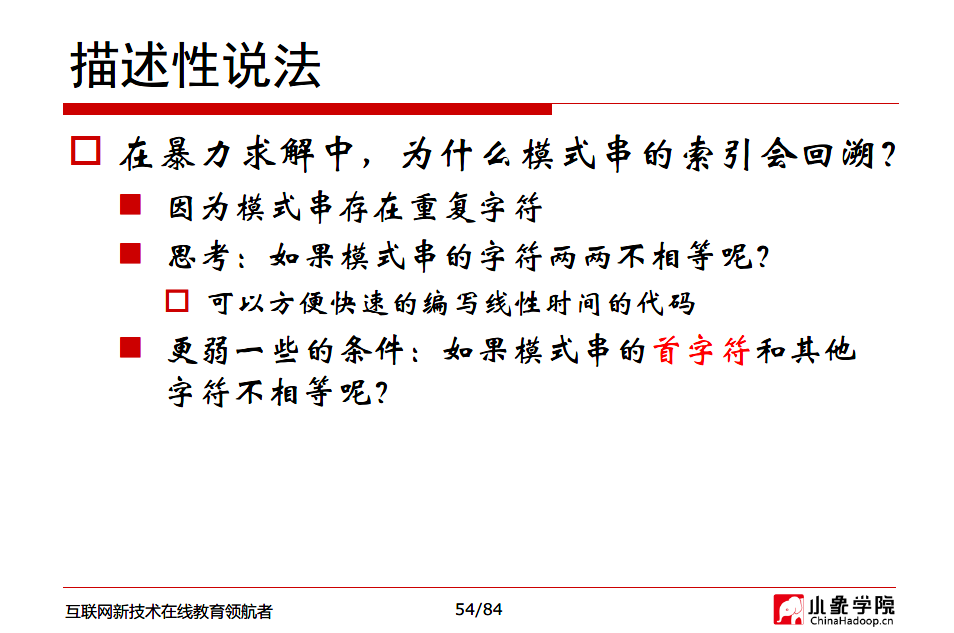 描述性说法
在暴力求解中，为什么模式串的索引会回溯？
因为模式串存在重复字符
思考：如果模式串的字符两两不相等呢？
可以方便快速的编写线性时间的代码
更弱一些的条件：如果模式串的首字符和其他
字符不相等呢？
互联网新技术在线教育领航者
54/84
小象学院
ChinaHadoop.cn